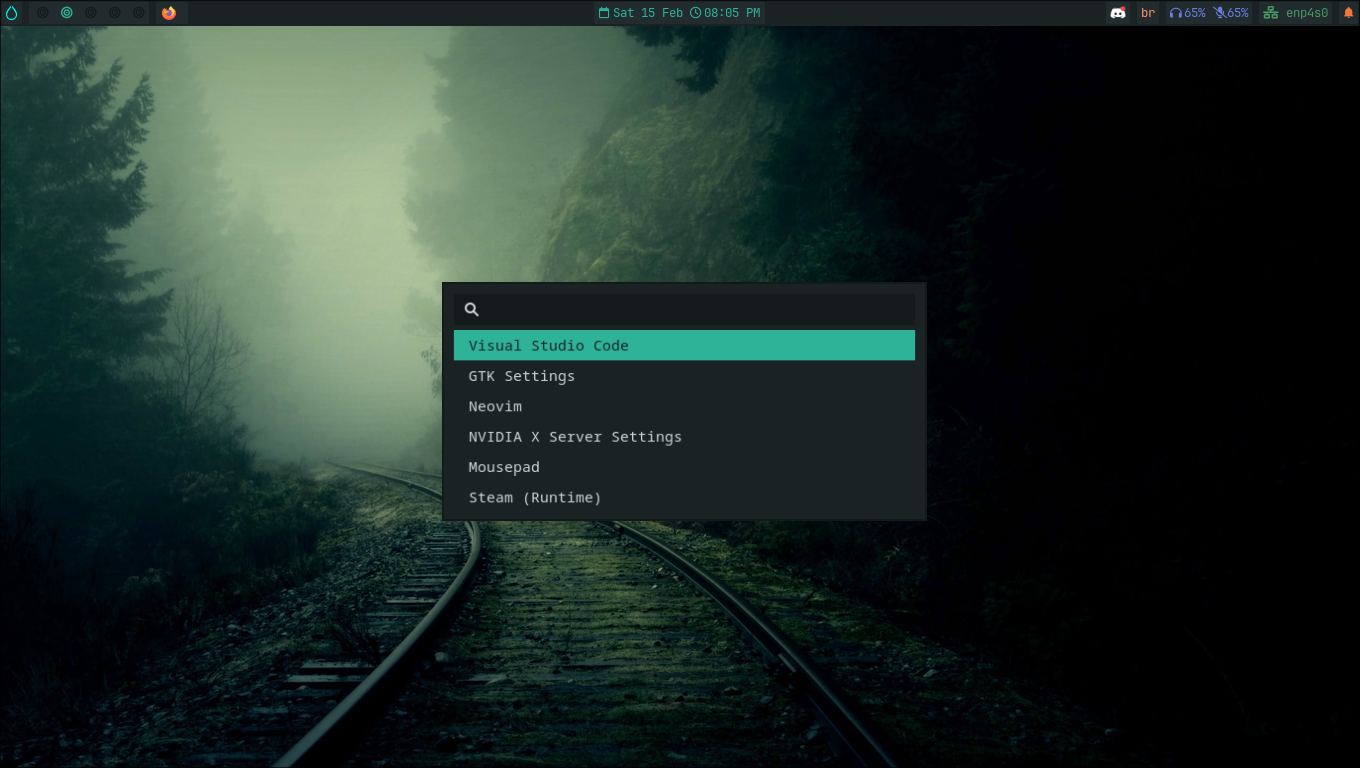 Sat 15 Feb 08:05 PM
br
65% 65%
enp4s0
Visual Studio Code
GTK Settings
Neovim
NVIDIA X Server Settings
Mousepad
Steam (Runtime)